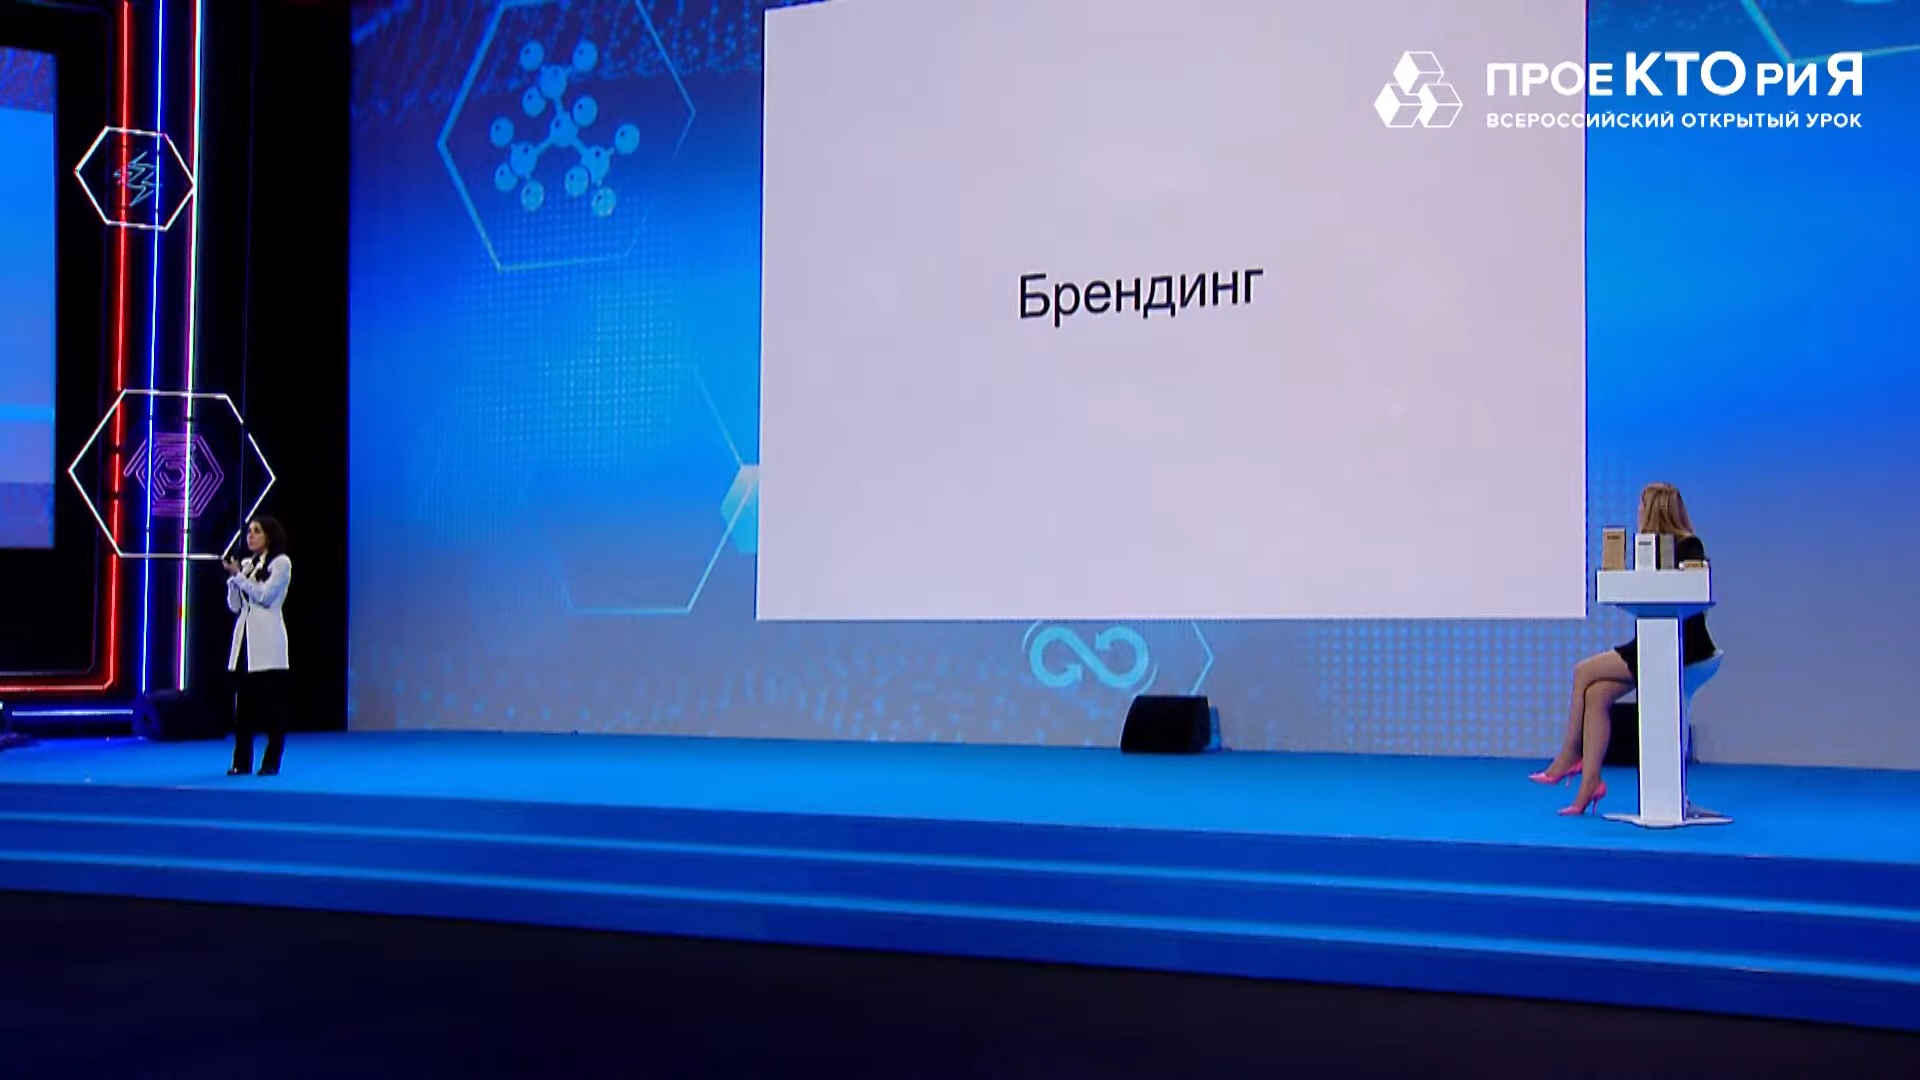 ПРОЕКТОРИЯ
ВСЕРОССИЙСКИЙ ОТКРЫТЫЙ УРОК
Брендинг